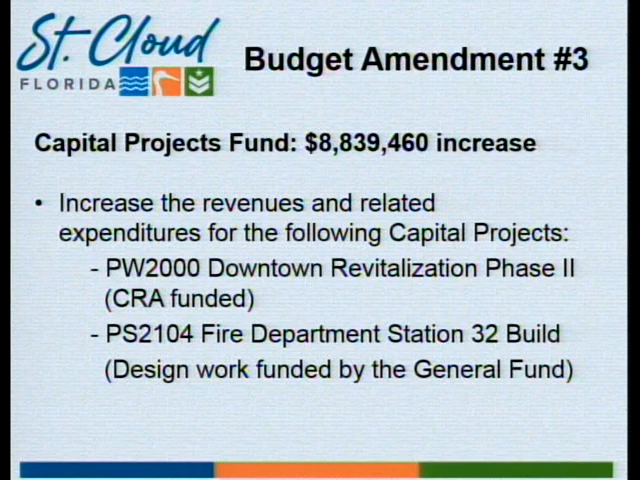 St. Cloud
FLORIDA
Budget Amendment #3
Capital Projects Fund: $8,839,460 increase
• Increase the revenues and related
expenditures for the following Capital Projects:
- PW2000 Downtown Revitalization Phase II
(CRA funded)
- PS2104 Fire Department Station 32 Build
(Design work funded by the General Fund)